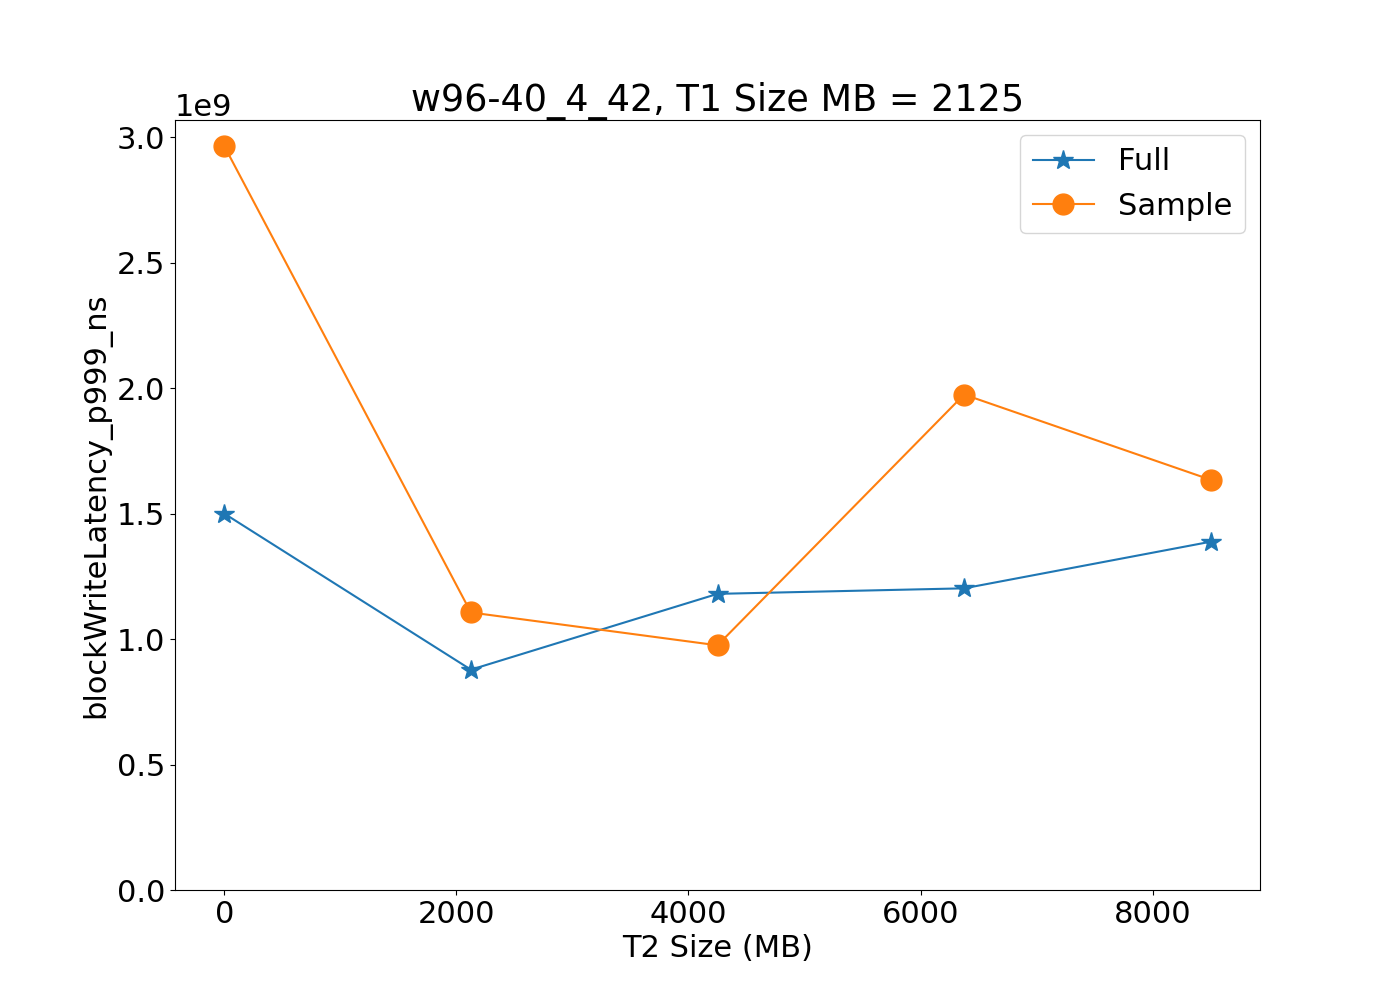 w96-40_4_42, T1 Size MB = 2125
1e9
3.0
2.5
2.0
1.5
1.0
0.5
0.0
blockWriteLatency_p999_ns
Full
Sample
0 2000 4000 6000 8000
T2 Size (MB)